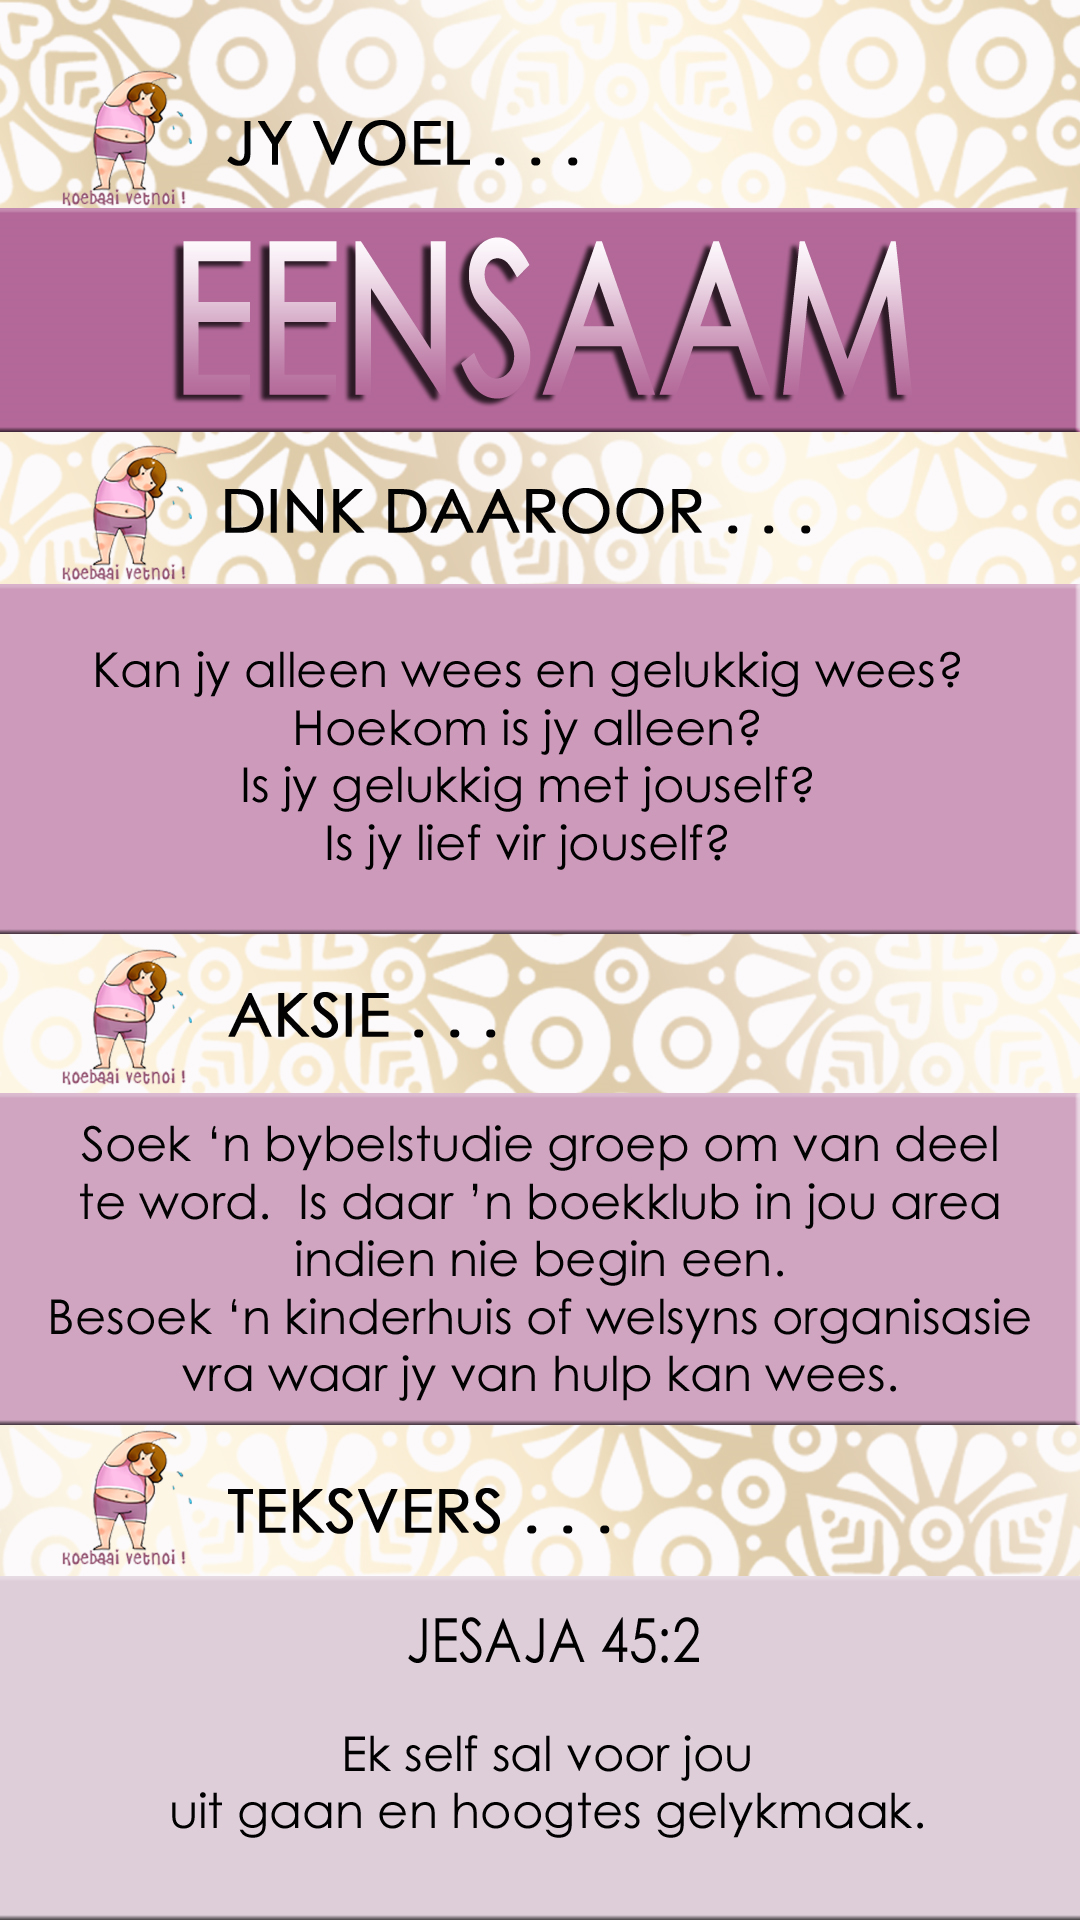 JY VOEL . . .
koebaai vetnoi !
EENSAAM
DINK DAAROOR . . .
koebaai vetnoi !
Kan jy alleen wees en gelukkig wees?
Hoekom is jy alleen?
Is jy gelukkig met jouself?
Is jy lief vir jouself?
AKSIE . . .
koebaai vetnoi !
Soek ‘n bybelstudie groep om van deel
te word.  Is daar ’n boekklub in jou area
indien nie begin een.
Besoek ‘n kinderhuis of welsyns organisasie
vra waar jy van hulp kan wees.
TEKSVERS . . .
koebaai vetnoi !
JESAJA 45:2
Ek self sal voor jou
uit gaan en hoogtes gelykmaak.